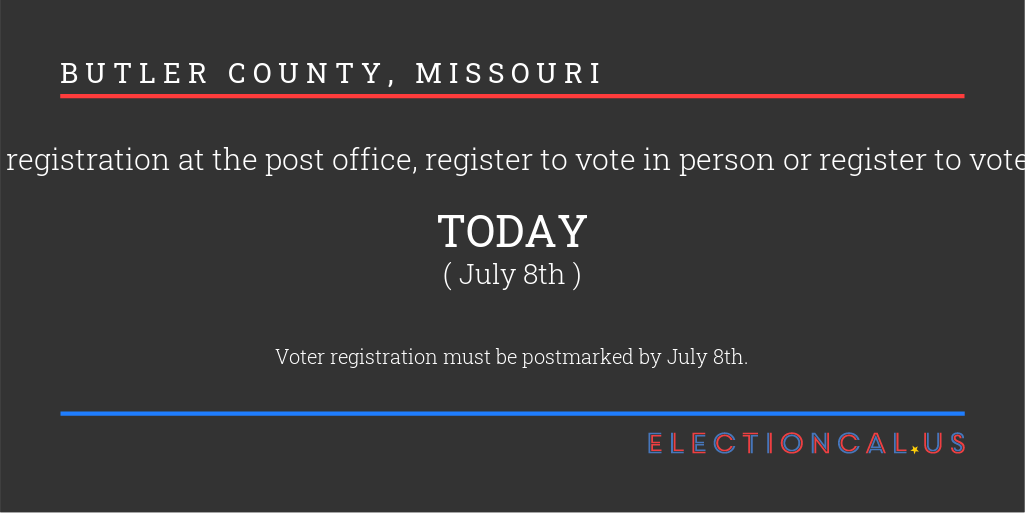 BUTLER COUNTY, MISSOURI
registration at the post office, register to vote in person or register to vote
TODAY
( July 8th )
Voter registration must be postmarked by July 8th.
ELECTIONCAL.US